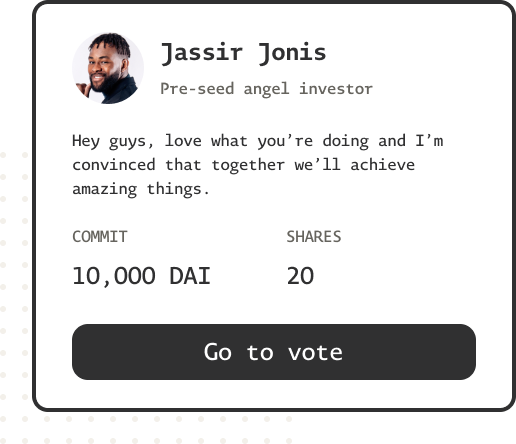 Jassir Jonis
Pre-seed angel investor
Hey guys, love what you’re doing and I’m
convinced that together we’ll achieve
amazing things.
COMMIT
SHARES
10,000 DAI
20
Go to vote